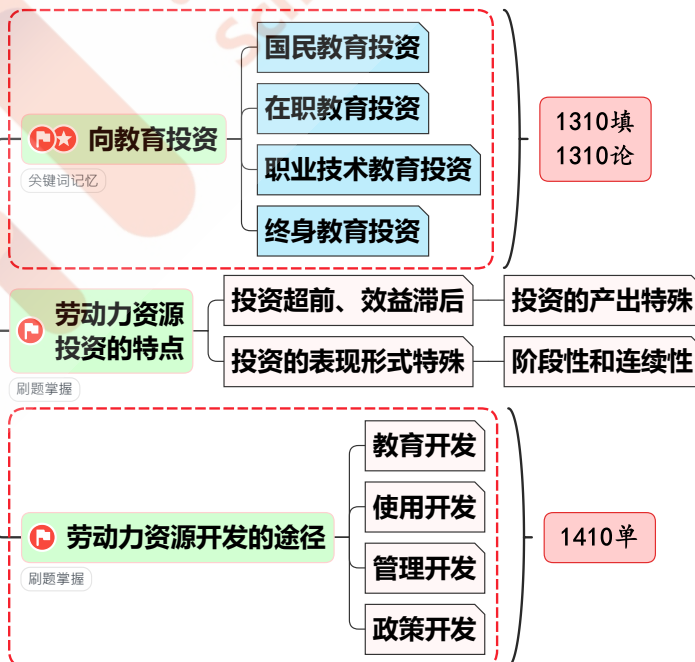 国民教育投资
在职教育投资
向教育投资
关键词记忆
职业技术教育投资
终身教育投资
1310填
1310论
劳动力资源
投资的特点
刷题掌握
投资超前、效益滞后
投资的产出特殊
投资的表现形式特殊
阶段性和连续性
教育开发
使用开发
劳动力资源开发的途径
刷题掌握
管理开发
政策开发
1410单